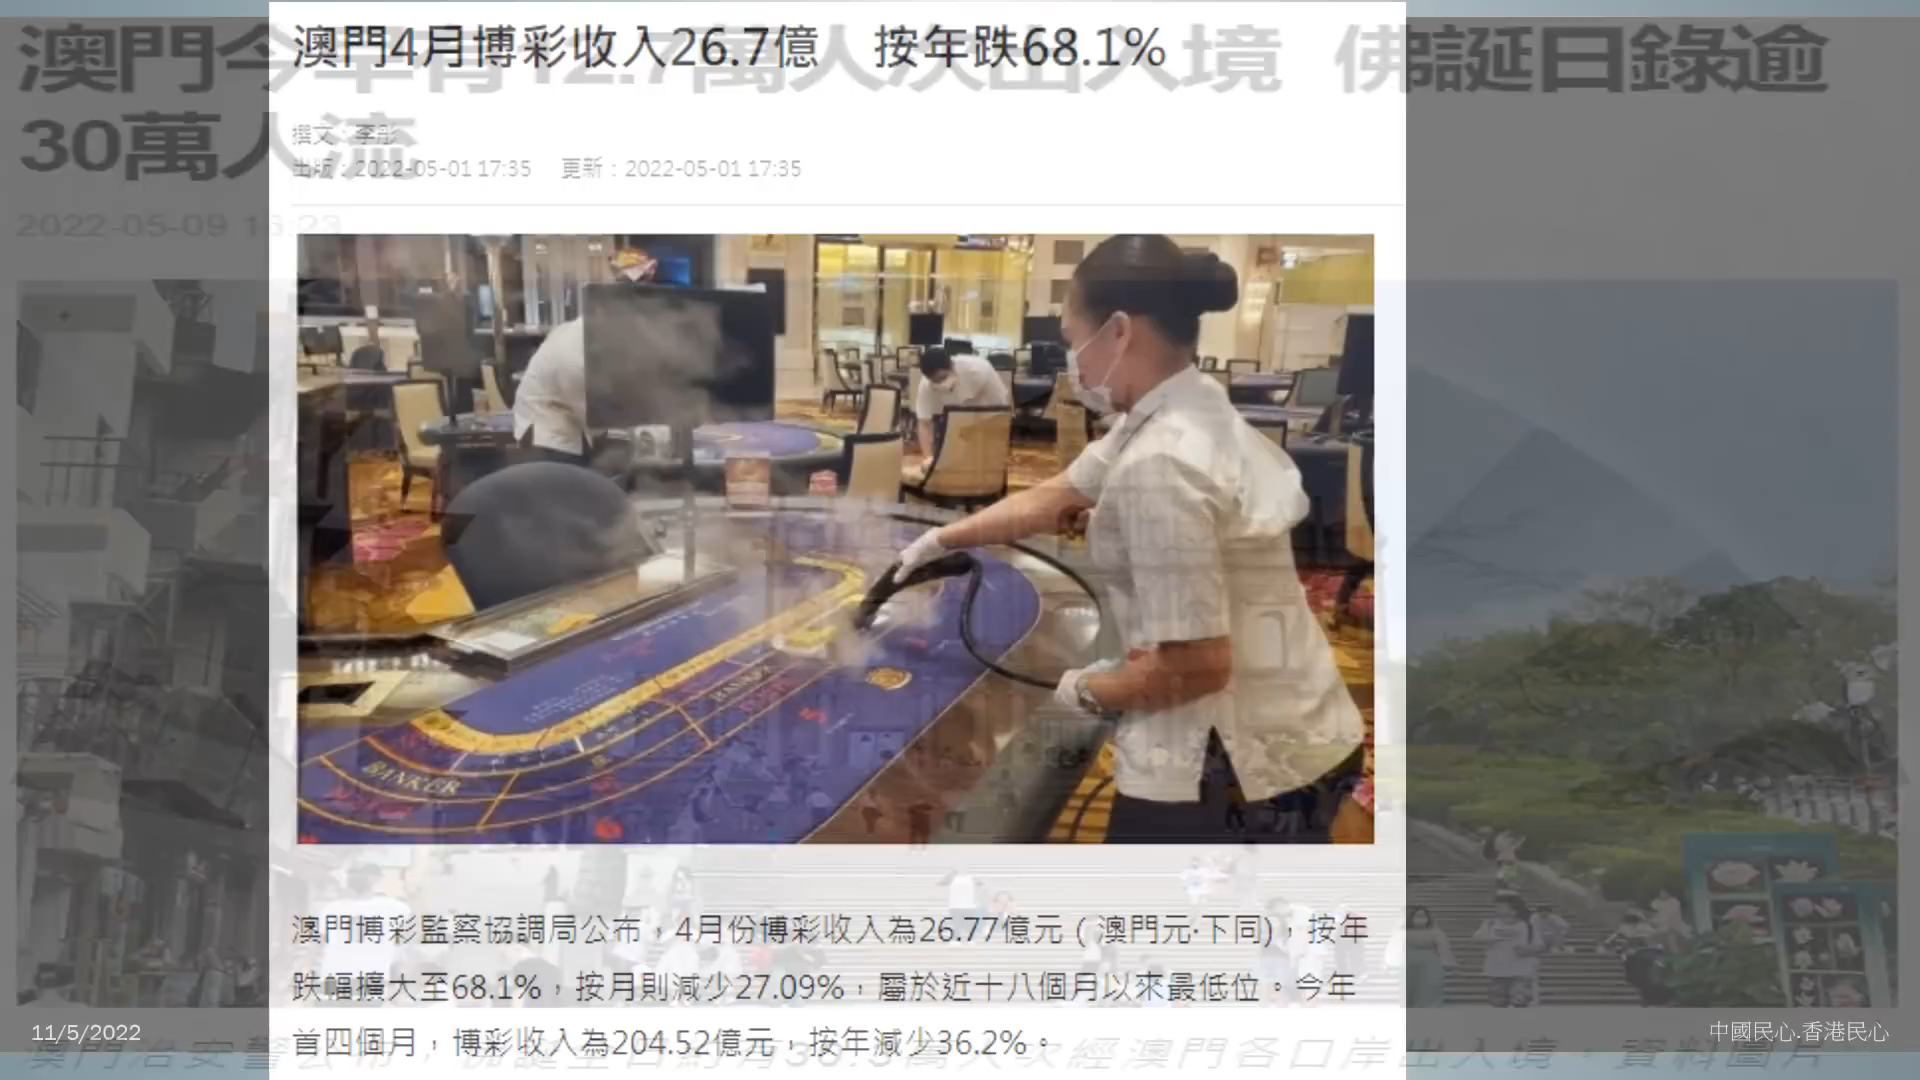 澳門4月博彩收入26.7億 按年跌68.1%
撰文：李彤
出版：2022-05-01 17:35 更新：2022-05-01 17:35
澳門今早有12.7萬人次出入境 佛誕日錄逾
30萬人流
2022-05-09 16:23
BANKER
澳門博彩監察協調局公布，4月份博彩收入為26.77億元（澳門元·下同)，按年
跌幅擴大至68.1%，按月則減少27.09%，屬於近十八個月以來最低位。今年
首四個月，博彩收入為204.52億元，按年減少36.2%。
11/5/2022
中國民心.香港民心